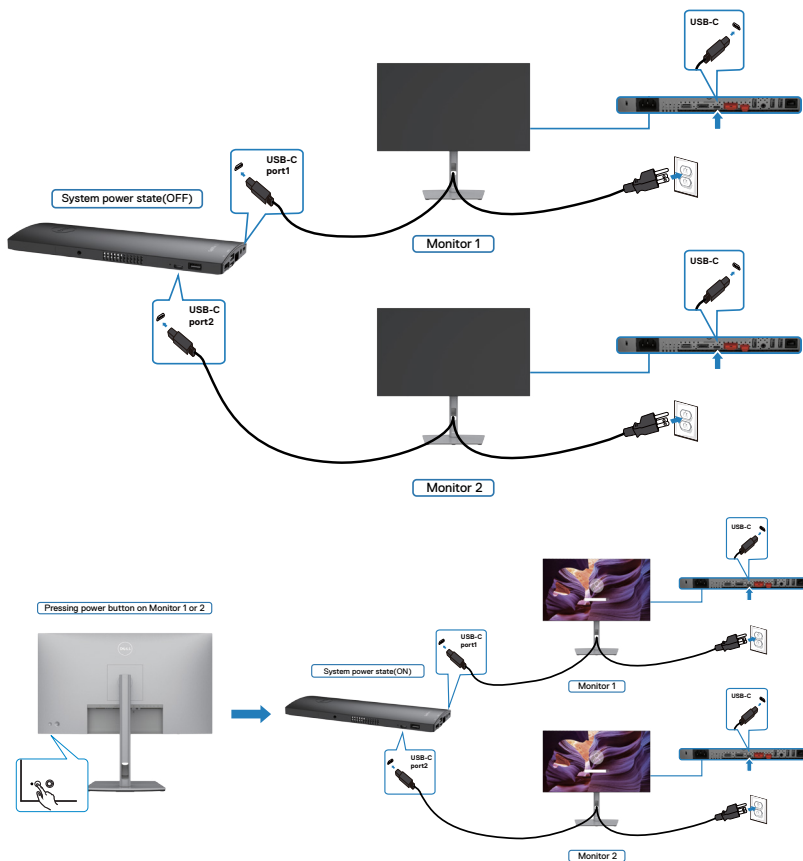 USB-C
USB-C
port1
System power state(OFF)
Monitor 1
USB-C
USB-C
port2
Monitor 2
USB-C
Pressing power button on Monitor 1 or 2
DELL
USB-C
port1
System power state(ON)
Monitor 1
USB-C
USB-C
port2
Monitor 2